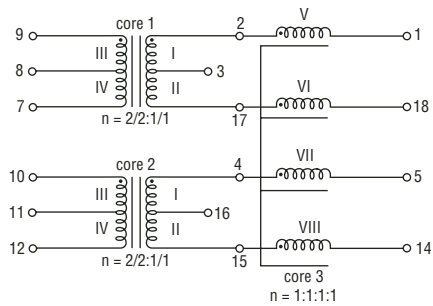 core 1
9
2
V
1
III
I
8
3
IV
II
VI
7
17
18
n = 2/2:1/1
core 2
10
4
VII
5
III
I
11
16
IV
II
VIII
12
15
14
n = 2/2:1/1
core 3
n = 1:1:1:1